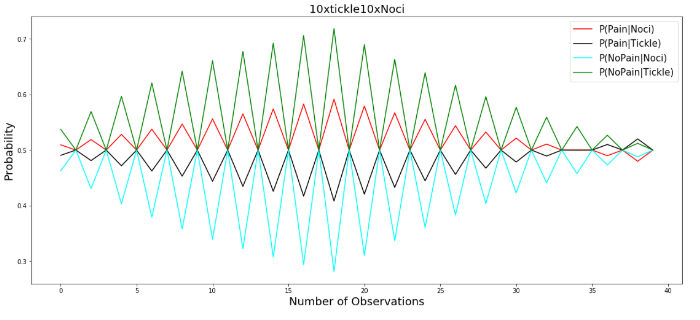 10xtickle10xNoci
P(Pain|Noci)
P(Pain|Tickle)
P(NoPain|Noci)
P(NoPain|Tickle)
Probability
0.7
0.6
0.5
0.4
0.3
0
5
10
15
20
25
30
35
40
Number of Observations